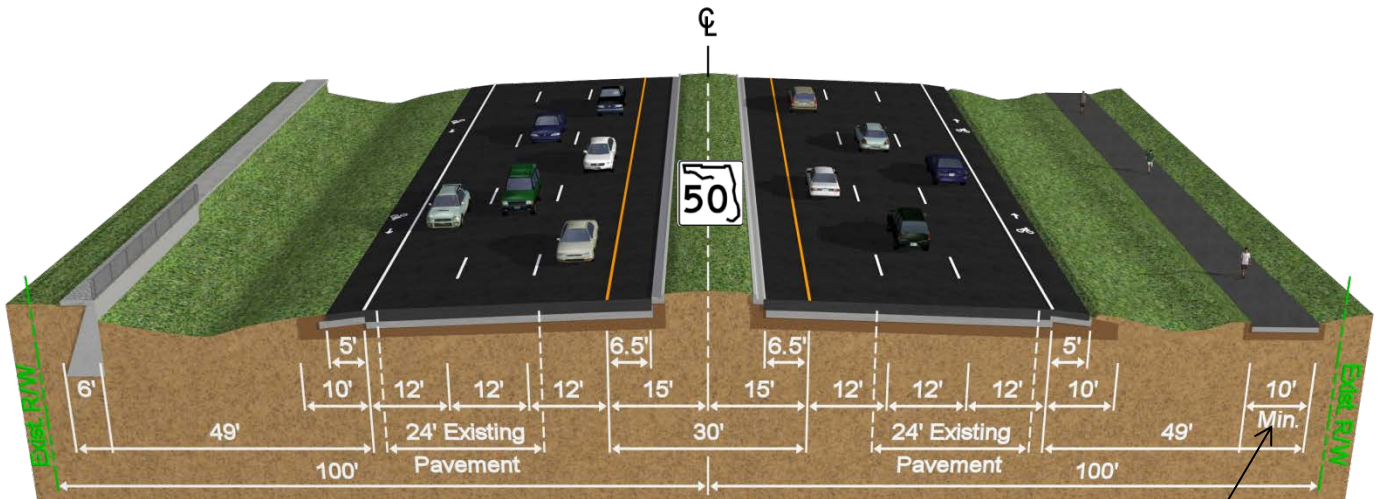 ℄
50
5' 6.5' 6.5' 5'
6' 10' 12' 12' 12' 15' 15' 12' 12' 12' 10' 10'
Min.
49' 24' Existing 30' 24' Existing 49'
Pavement Pavement
100' 100'
Exist. R/W
Exist. R/W